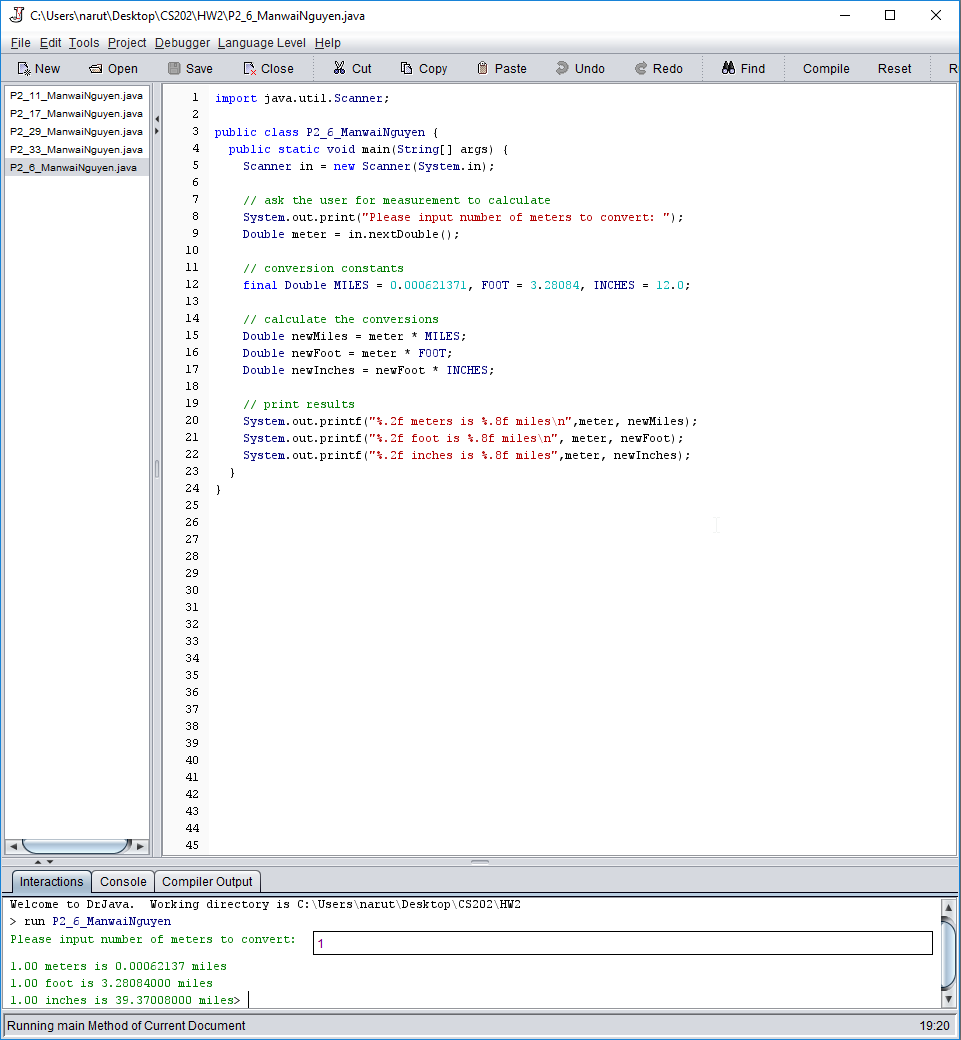 C:\Users\narut\Desktop\CS202\HW2\P2_6_ManwaiNguyen.java
File Edit Tools Project Debugger Language Level Help
New Open Save Close Cut Copy Paste Undo Redo Find Compile Reset R
P2_11_ManwaiNguyen.java
P2_17_ManwaiNguyen.java
P2_29_ManwaiNguyen.java
P2_33_ManwaiNguyen.java
P2_6_ManwaiNguyen.java
1 import java.util.Scanner;
2
3 public class P2_6_ManwaiNguyen {
4   public static void main(String[] args) {
5     Scanner in = new Scanner(System.in);
6
7     // ask the user for measurement to calculate
8     System.out.print("Please input number of meters to convert: ");
9     Double meter = in.nextDouble();
10
11     // conversion constants
12     final Double MILES = 0.000621371, FOOT = 3.28084, INCHES = 12.0;
13
14     // calculate the conversions
15     Double newMiles = meter * MILES;
16     Double newFoot = meter * FOOT;
17     Double newInches = newFoot * INCHES;
18
19     // print results
20     System.out.printf("%.2f meters is %.8f miles\n",meter, newMiles);
21     System.out.printf("%.2f foot is %.8f miles\n", meter, newFoot);
22     System.out.printf("%.2f inches is %.8f miles",meter, newInches);
23   }
24 }
25
26
27
28
29
30
31
32
33
34
35
36
37
38
39
40
41
42
43
44
45
Interactions Console Compiler Output
Welcome to DrJava.  Working directory is C:\Users\narut\Desktop\CS202\HW2
> run P2_6_ManwaiNguyen
Please input number of meters to convert: 1
1.00 meters is 0.00062137 miles
1.00 foot is 3.28084000 miles
1.00 inches is 39.37008000 miles>
Running main Method of Current Document 19:20